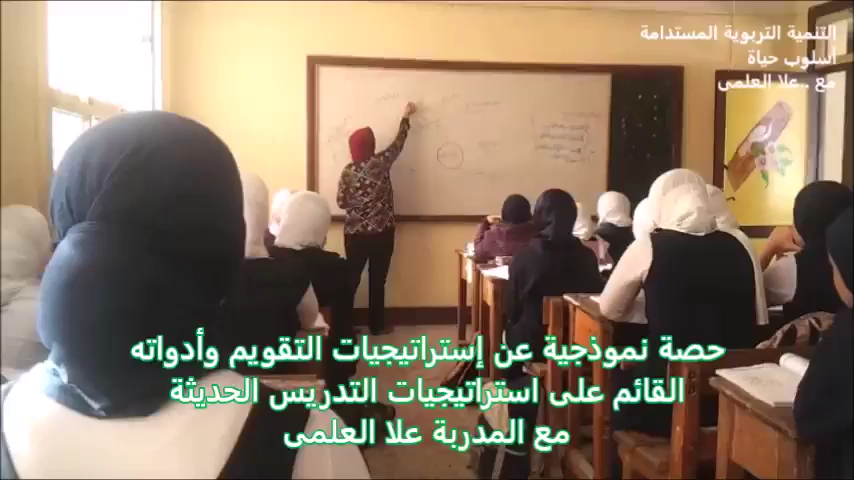 التنمية التربوية المستدامة
أسلوب حياة
مع ..علا العلمى
حصة نموذجية عن إستراتيجيات التقويم وأدواته
القائم على استراتيجيات التدريس الحديثة
مع المدربة علا العلمى